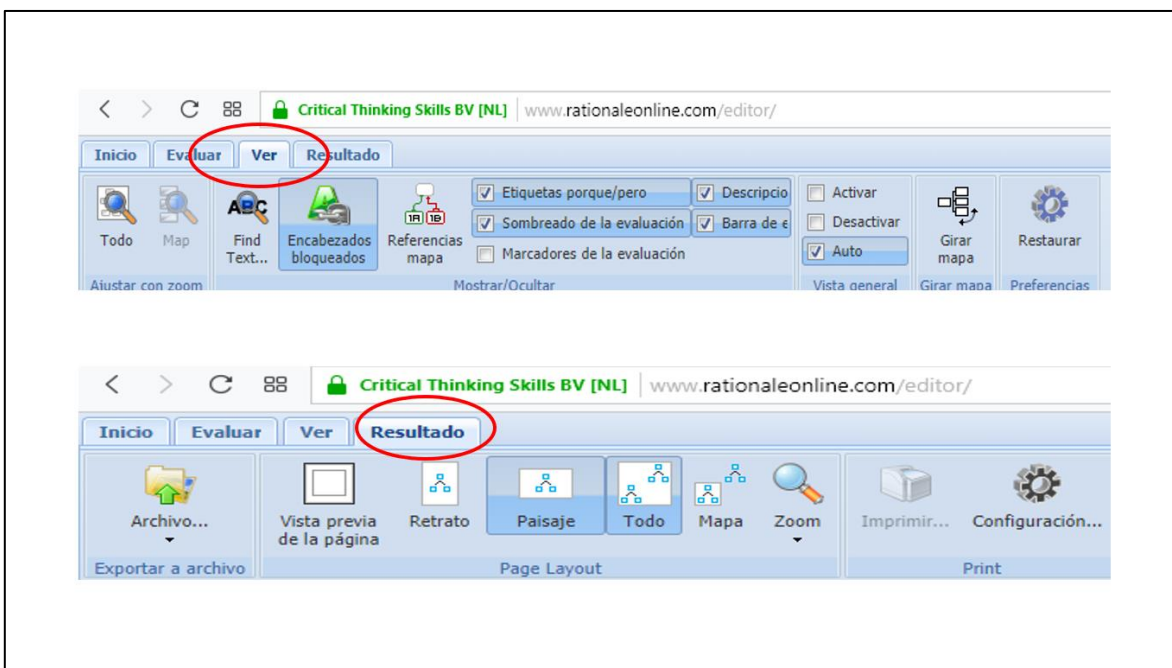 Critical Thinking Skills BV [NL] www.rationaleonline.com/editor/
Inicio Evaluar Ver Resultado
Todo
Map
Find
Text...
Encabezados
bloqueados
Referencias
mapa
Etiquetas porque/pero
Sombreado de la evaluación
Marcadores de la evaluación
Descripcio
Barra de e
Activar
Desactivar
Auto
Girar
mapa
Restaurar
Ajustar con zoom
Mostrar/Ocultar
Vista general
Girar mapa
Preferencias
Critical Thinking Skills BV [NL] www.rationaleonline.com/editor/
Inicio Evaluar Ver Resultado
Archivo...
Vista previa
de la página
Retrato
Paisaje
Todo
Mapa
Zoom
Imprimir...
Configuración...
Exportar a archivo
Page Layout
Print